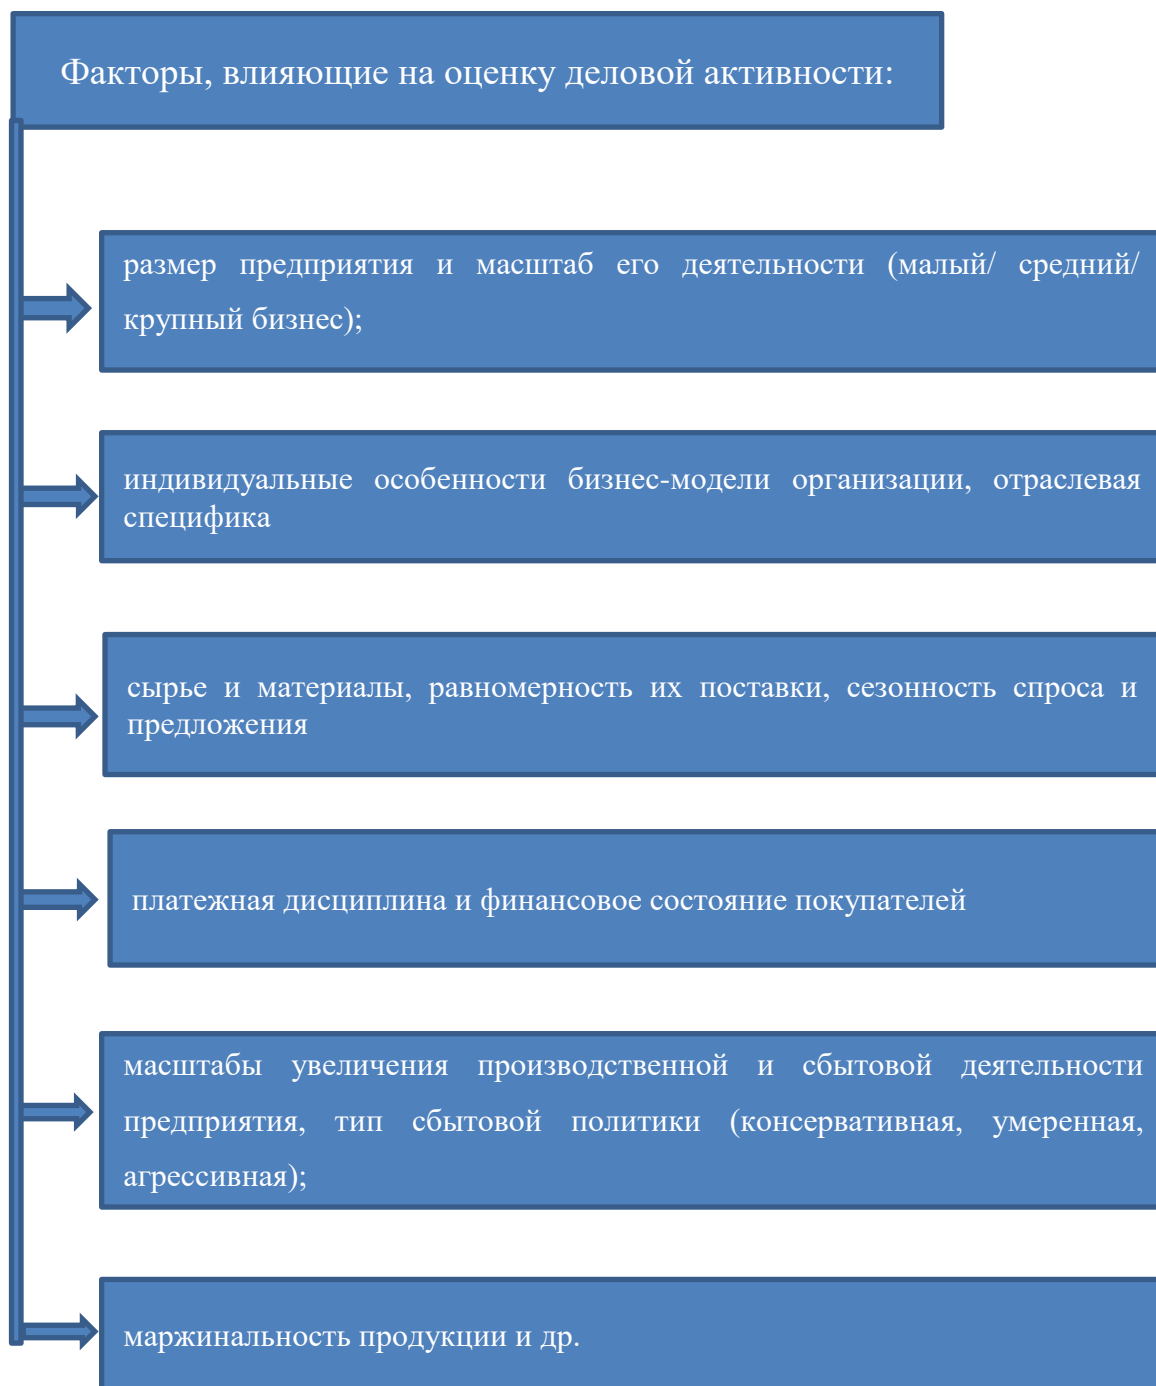 Факторы, влияющие на оценку деловой активности:
размер предприятия и масштаб его деятельности (малый/ средний/
крупный бизнес);
индивидуальные особенности бизнес-модели организации, отраслевая
специфика
сырье и материалы, равномерность их поставки, сезонность спроса и
предложения
платежная дисциплина и финансовое состояние покупателей
масштабы увеличения производственной и сбытовой деятельности
предприятия, тип сбытовой политики (консервативная, умеренная,
агрессивная);
маржинальность продукции и др.